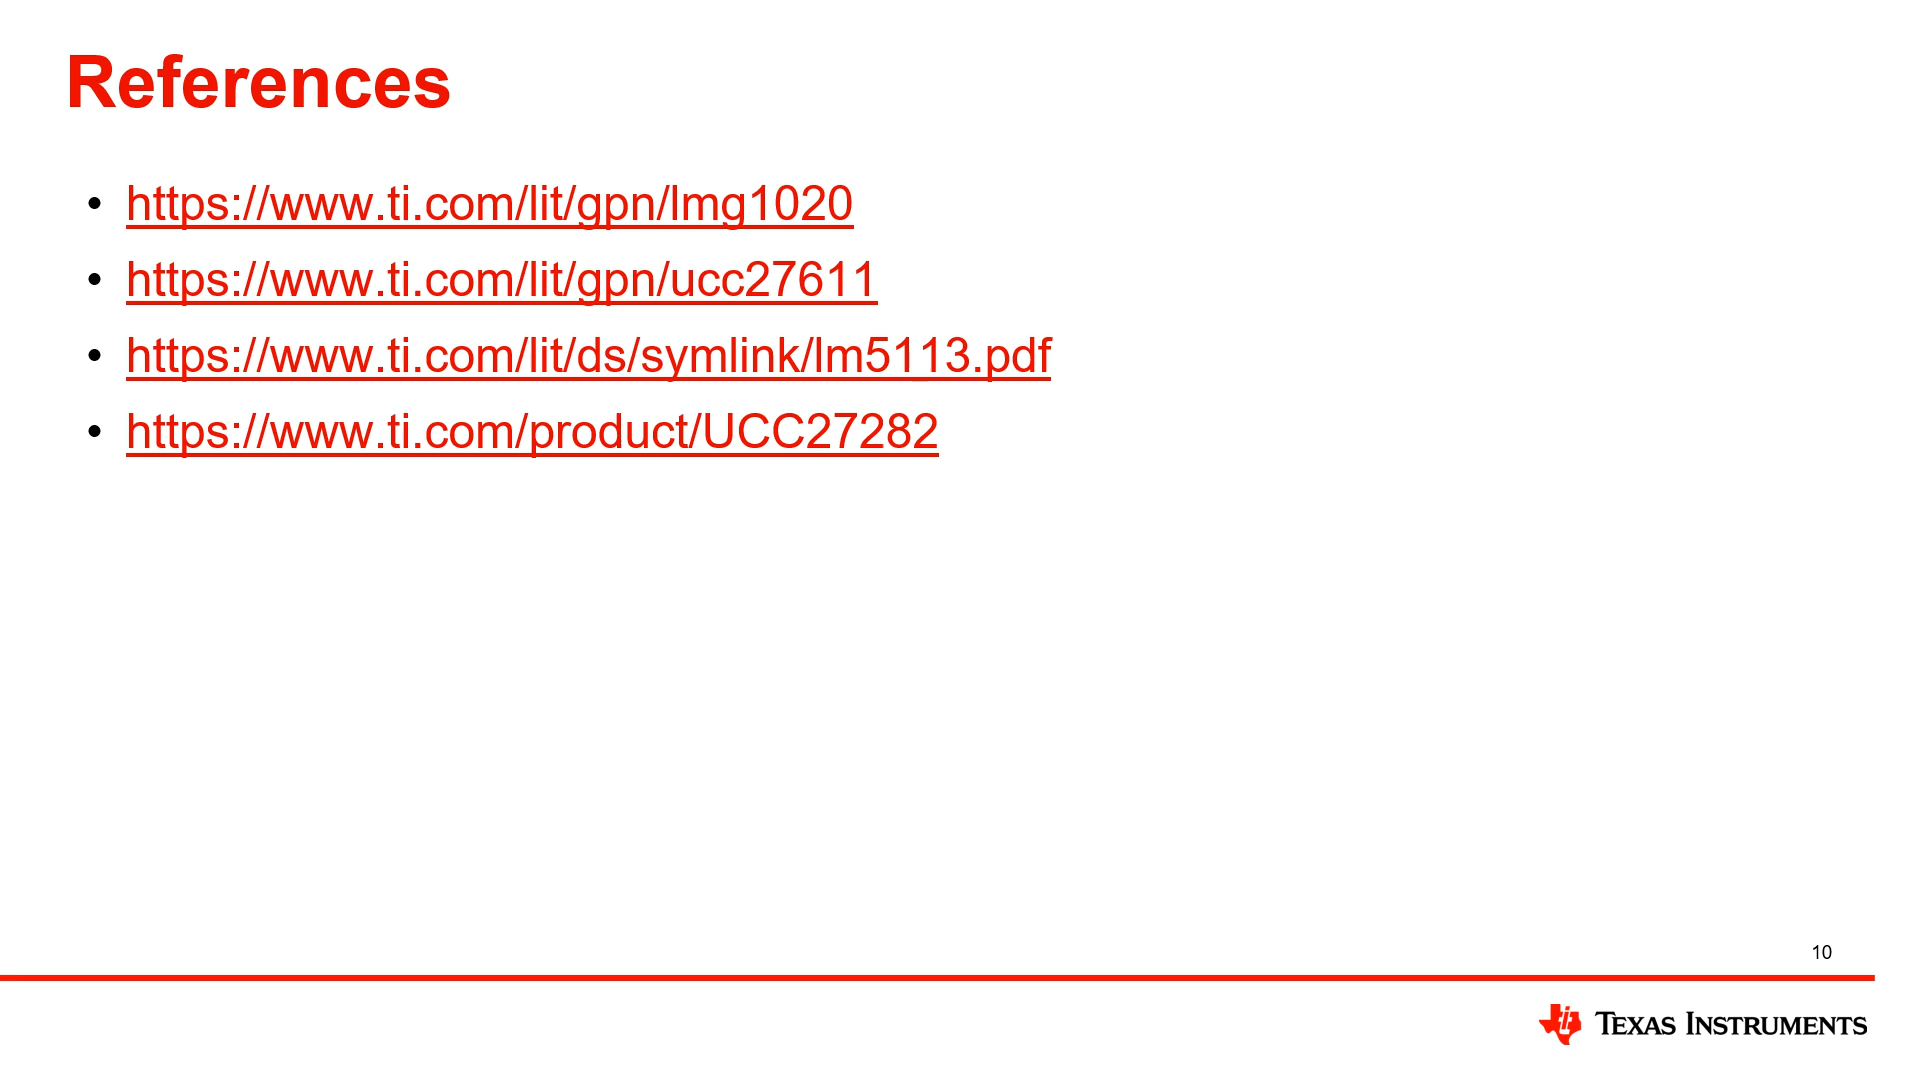 References
• https://www.ti.com/lit/gpn/lmg1020
• https://www.ti.com/lit/gpn/ucc27611
• https://www.ti.com/lit/ds/symlink/lm5113.pdf
• https://www.ti.com/product/UCC27282
10
TEXAS INSTRUMENTS